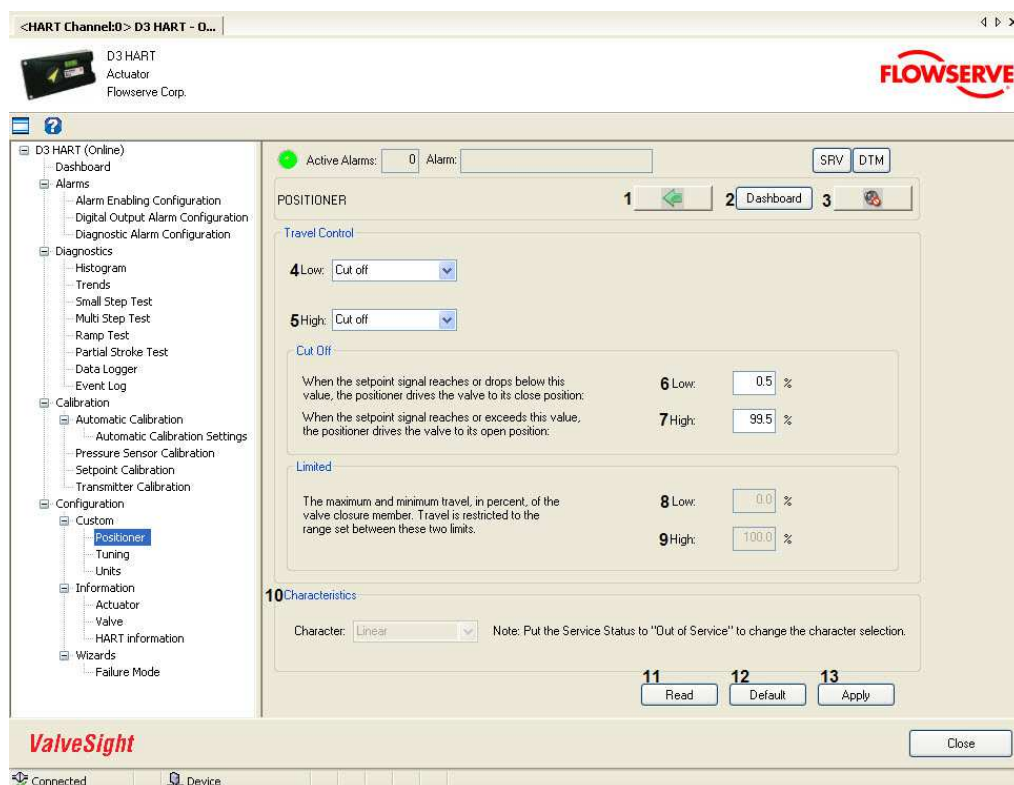 <HART Channel:0> D3 HART - O...
D3 HART
Actuator
Flowserve Corp.
FLOWSERVE
D3 HART (Online)
Dashboard
Alarms
Alarm Enabling Configuration
Digital Output Alarm Configuration
Diagnostic Alarm Configuration
Diagnostics
Histogram
Trends
Small Step Test
Multi Step Test
Ramp Test
Partial Stroke Test
Data Logger
Event Log
Calibration
Automatic Calibration
Automatic Calibration Settings
Pressure Sensor Calibration
Setpoint Calibration
Transmitter Calibration
Configuration
Custom
Positioner
Tuning
Units
Information
Actuator
Valve
HART information
Wizards
Failure Mode
Active Alarms: 0 Alarm: SRV DTM
POSITIONER 1 2 Dashboard 3
Travel Control
4 Low: Cut off
5 High: Cut off
Cut Off
When the setpoint signal reaches or drops below this
value, the positioner drives the valve to its close position:
6 Low: 0.5 %
When the setpoint signal reaches or exceeds this value,
the positioner drives the valve to its open position:
7 High: 99.5 %
Limited
The maximum and minimum travel, in percent, of the
valve closure member. Travel is restricted to the
range set between these two limits.
8 Low: 0.0 %
9 High: 100.0 %
10 Characteristics
Character: Linear Note: Put the Service Status to "Out of Service" to change the character selection.
11 12 13
Read Default Apply
ValveSight
Close
Connected Device